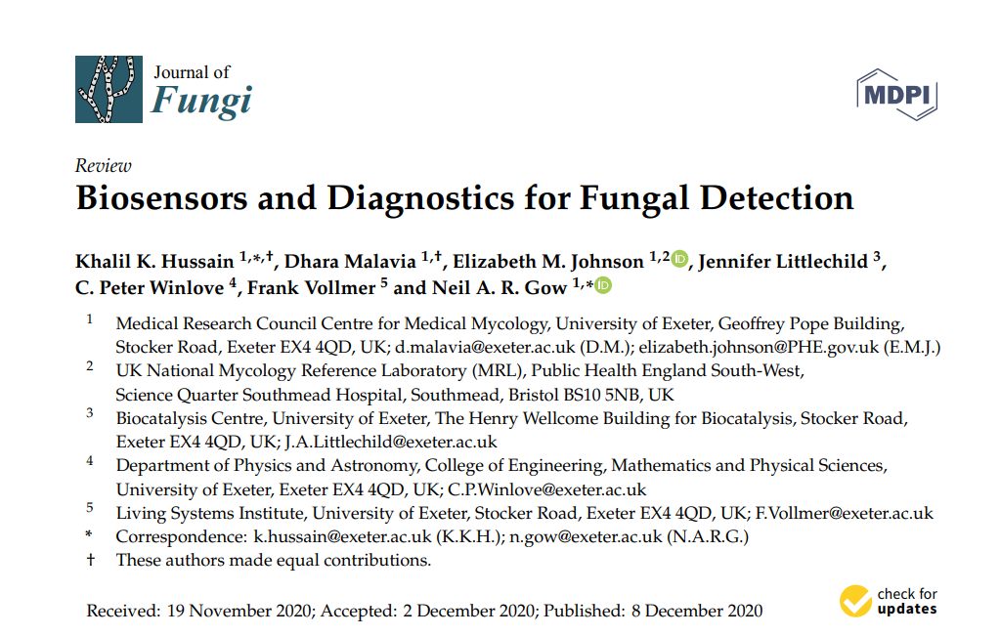 Journal of
Fungi
MDPI
Review
Biosensors and Diagnostics for Fungal Detection
Khalil K. Hussain 1,*,†, Dhara Malavia 1,†, Elizabeth M. Johnson 1,2 iD, Jennifer Littlechild 3,
C. Peter Winlove 4, Frank Vollmer 5 and Neil A. R. Gow 1,* iD
1 Medical Research Council Centre for Medical Mycology, University of Exeter, Geoffrey Pope Building,
Stocker Road, Exeter EX4 4QD, UK; d.malavia@exeter.ac.uk (D.M.); elizabeth.johnson@PHE.gov.uk (E.M.J.)
2 UK National Mycology Reference Laboratory (MRL), Public Health England South-West,
Science Quarter Southmead Hospital, Southmead, Bristol BS10 5NB, UK
3 Biocatalysis Centre, University of Exeter, The Henry Wellcome Building for Biocatalysis, Stocker Road,
Exeter EX4 4QD, UK; J.A.Littlechild@exeter.ac.uk
4 Department of Physics and Astronomy, College of Engineering, Mathematics and Physical Sciences,
University of Exeter, Exeter EX4 4QD, UK; C.P.Winlove@exeter.ac.uk
5 Living Systems Institute, University of Exeter, Stocker Road, Exeter EX4 4QD, UK; F.Vollmer@exeter.ac.uk
* Correspondence: k.hussain@exeter.ac.uk (K.K.H.); n.gow@exeter.ac.uk (N.A.R.G.)
† These authors made equal contributions.
Received: 19 November 2020; Accepted: 2 December 2020; Published: 8 December 2020
check for
updates